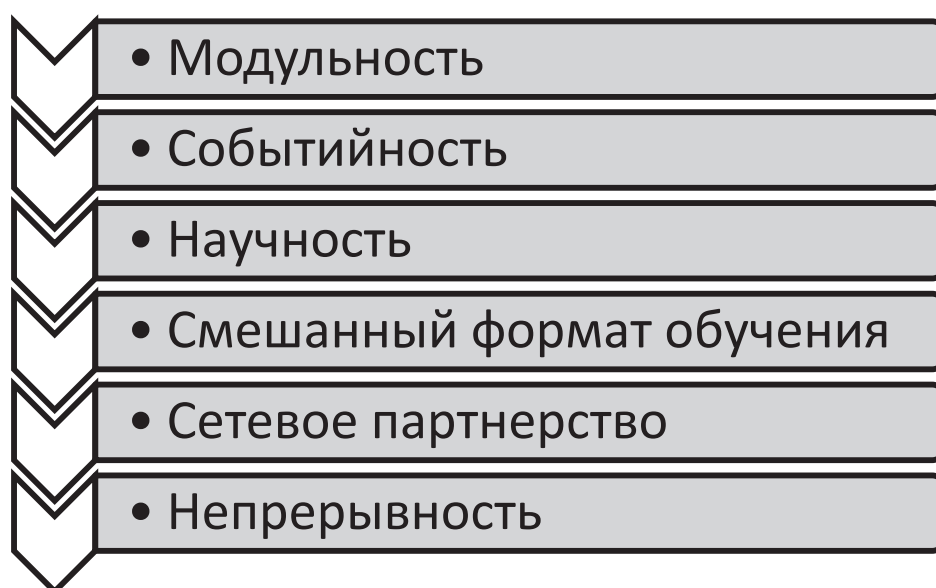 • Модульность
• Событийность
• Научность
• Смешанный формат обучения
• Сетевое партнерство
• Непрерывность